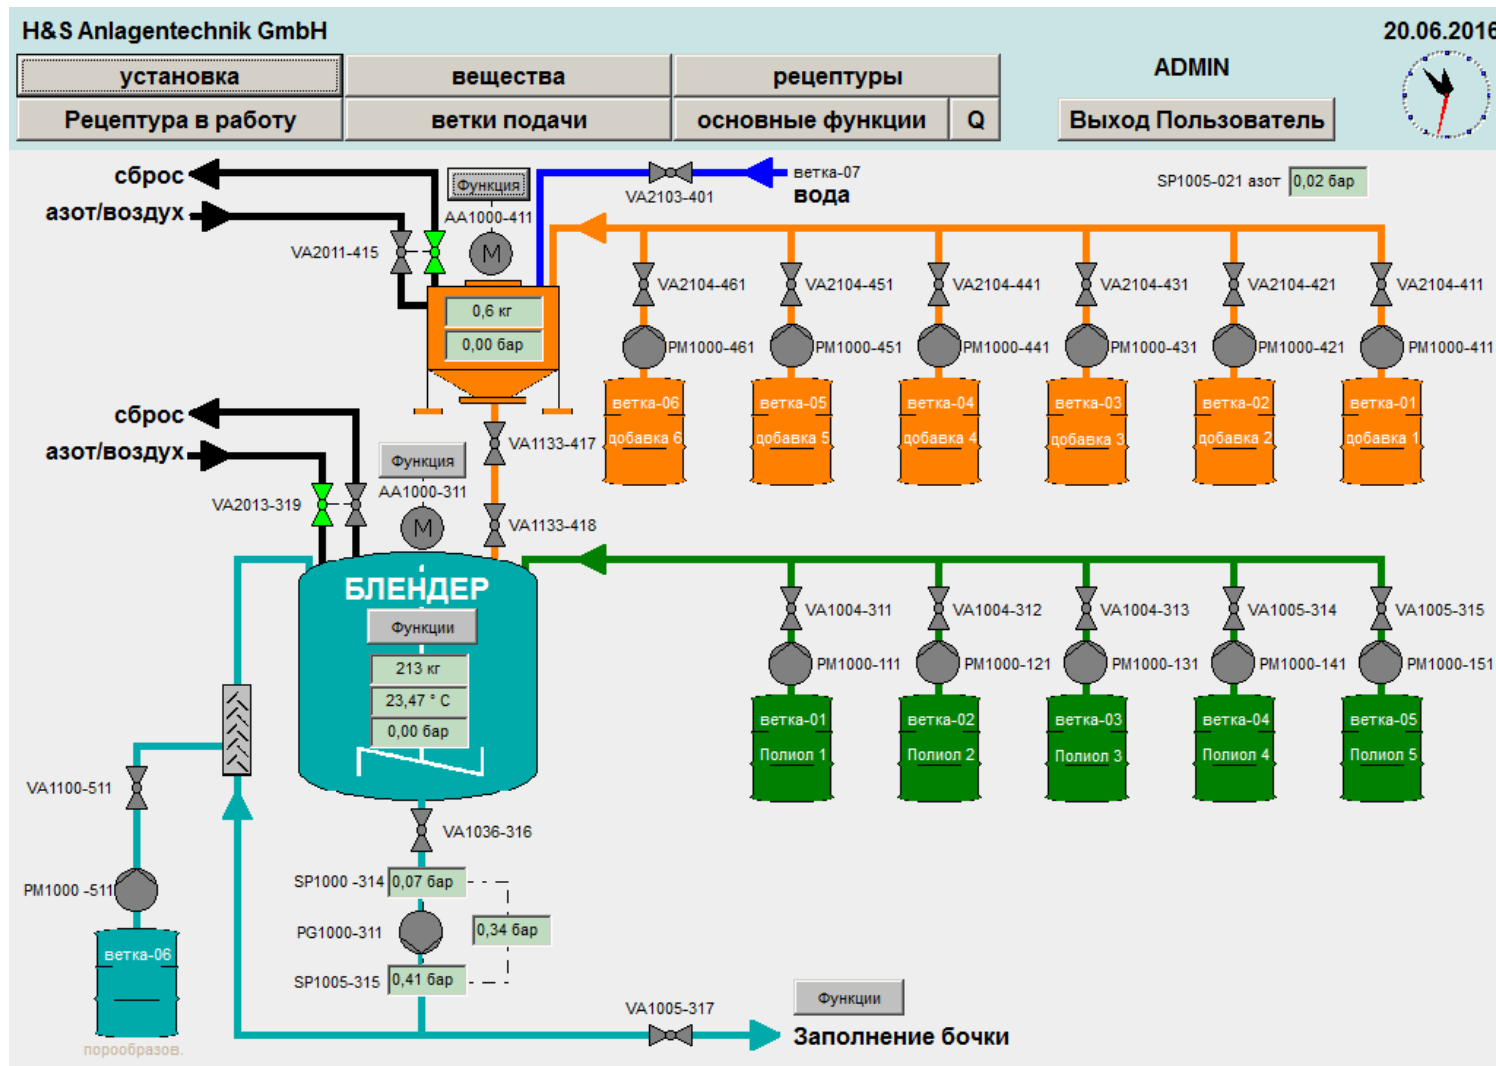 H&S Anlagentechnik GmbH
20.06.2016
установка
вещества
рецептуры
ADMIN
Рецептура в работу
ветки подачи
основные функции
Q
Выход Пользователь
сброс
Функция
ветка-07
SP1005-021 азот
0,02 бар
VA2103-401
вода
азот/воздух
AA1000-411
VA2011-415
M
VA2104-461
VA2104-451
VA2104-441
VA2104-431
VA2104-421
VA2104-411
0,6 кг
0,00 бар
PM1000-461
PM1000-451
PM1000-441
PM1000-431
PM1000-421
PM1000-411
ветка-06
ветка-05
ветка-04
ветка-03
ветка-02
ветка-01
добавка 6
добавка 5
добавка 4
добавка 3
добавка 2
добавка 1
сброс
VA1133-417
азот/воздух
Функция
AA1000-311
VA2013-319
M
VA1133-418
БЛЕНДЕР
Функции
VA1004-311
VA1004-312
VA1004-313
VA1005-314
VA1005-315
213 кг
23,47 ° C
0,00 бар
PM1000-111
PM1000-121
PM1000-131
PM1000-141
PM1000-151
ветка-01
ветка-02
ветка-03
ветка-04
ветка-05
Полиол 1
Полиол 2
Полиол 3
Полиол 4
Полиол 5
VA1100-511
VA1036-316
PM1000 -511
SP1000 -314
0,07 бар
PG1000-311
0,34 бар
ветка-06
SP1005-315
0,41 бар
VA1005-317
Функции
Заполнение бочки
порообразов.